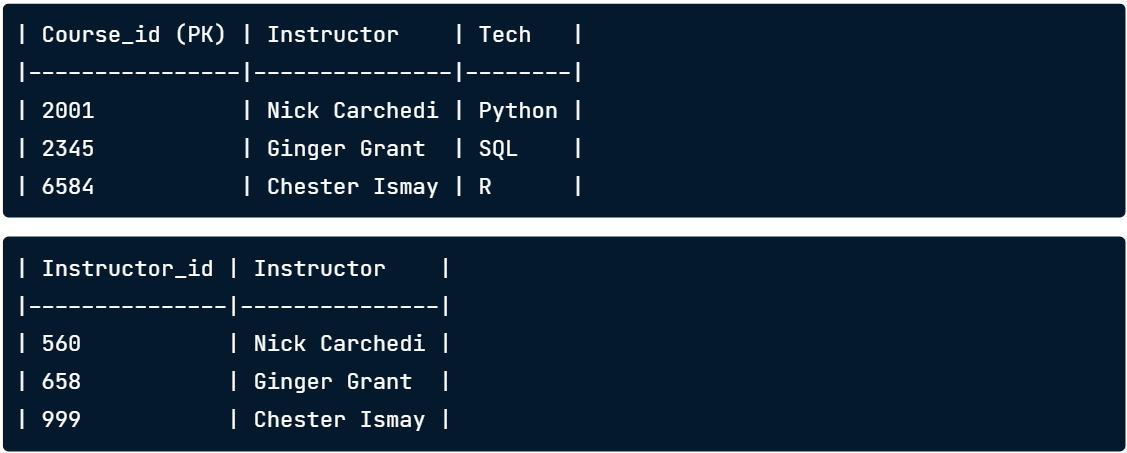 | Course_id (PK) | Instructor    | Tech   |
|----------------|---------------|--------|
| 2001           | Nick Carchedi | Python |
| 2345           | Ginger Grant  | SQL    |
| 6584           | Chester Ismay | R      |
| Instructor_id | Instructor    |
|---------------|---------------|
| 560           | Nick Carchedi |
| 658           | Ginger Grant  |
| 999           | Chester Ismay |